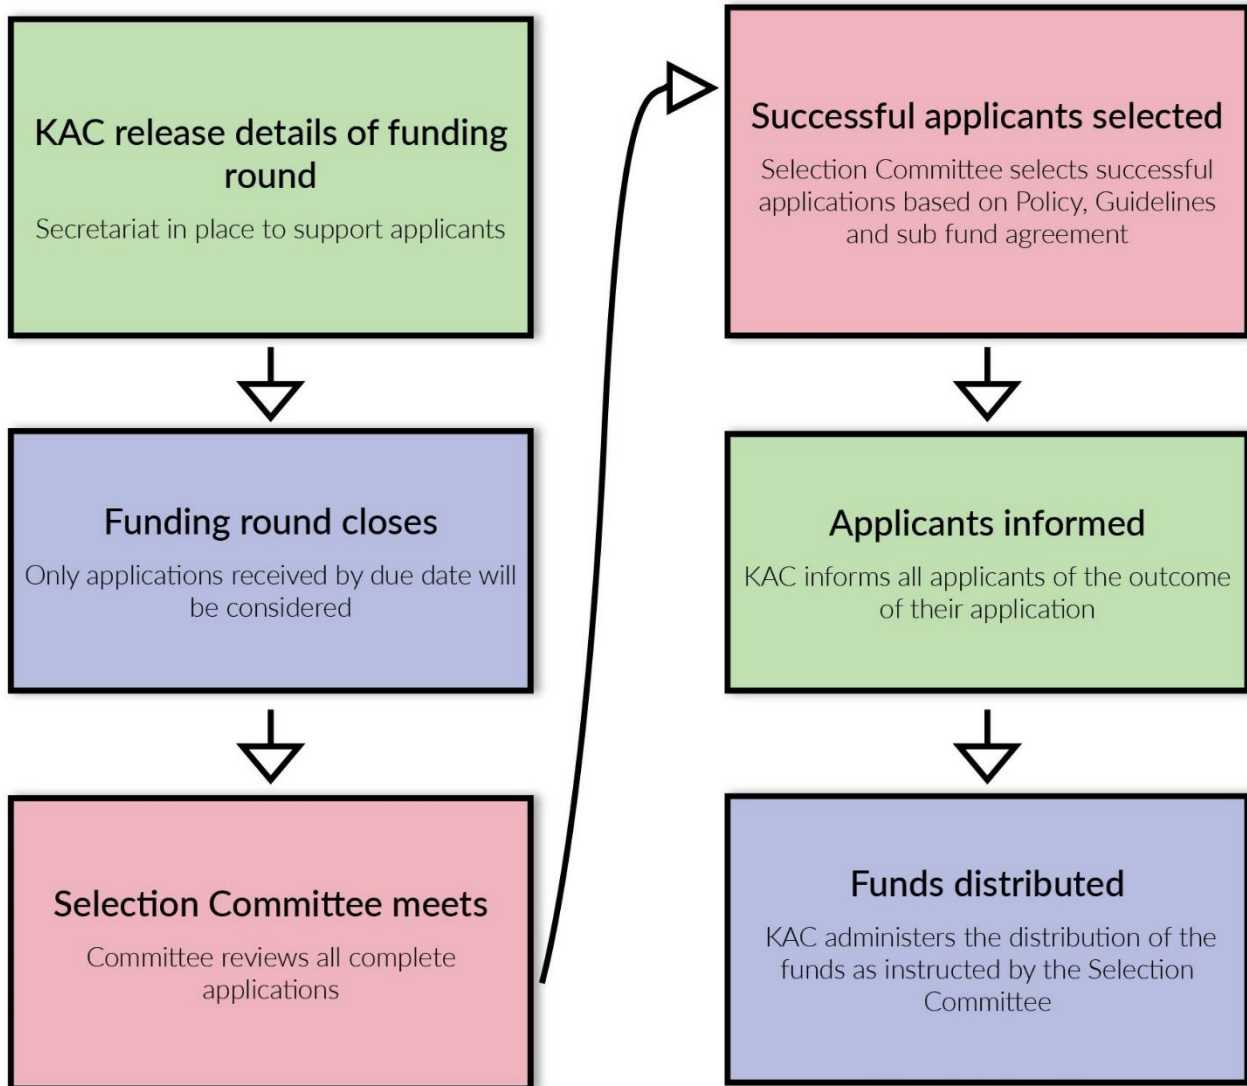 KAC release details of funding
round
Secretariat in place to support applicants
Funding round closes
Only applications received by due date will
be considered
Selection Committee meets
Committee reviews all complete
applications
Successful applicants selected
Selection Committee selects successful
applications based on Policy, Guidelines
and sub fund agreement
Applicants informed
KAC informs all applicants of the outcome
of their application
Funds distributed
KAC administers the distribution of the
funds as instructed by the Selection
Committee